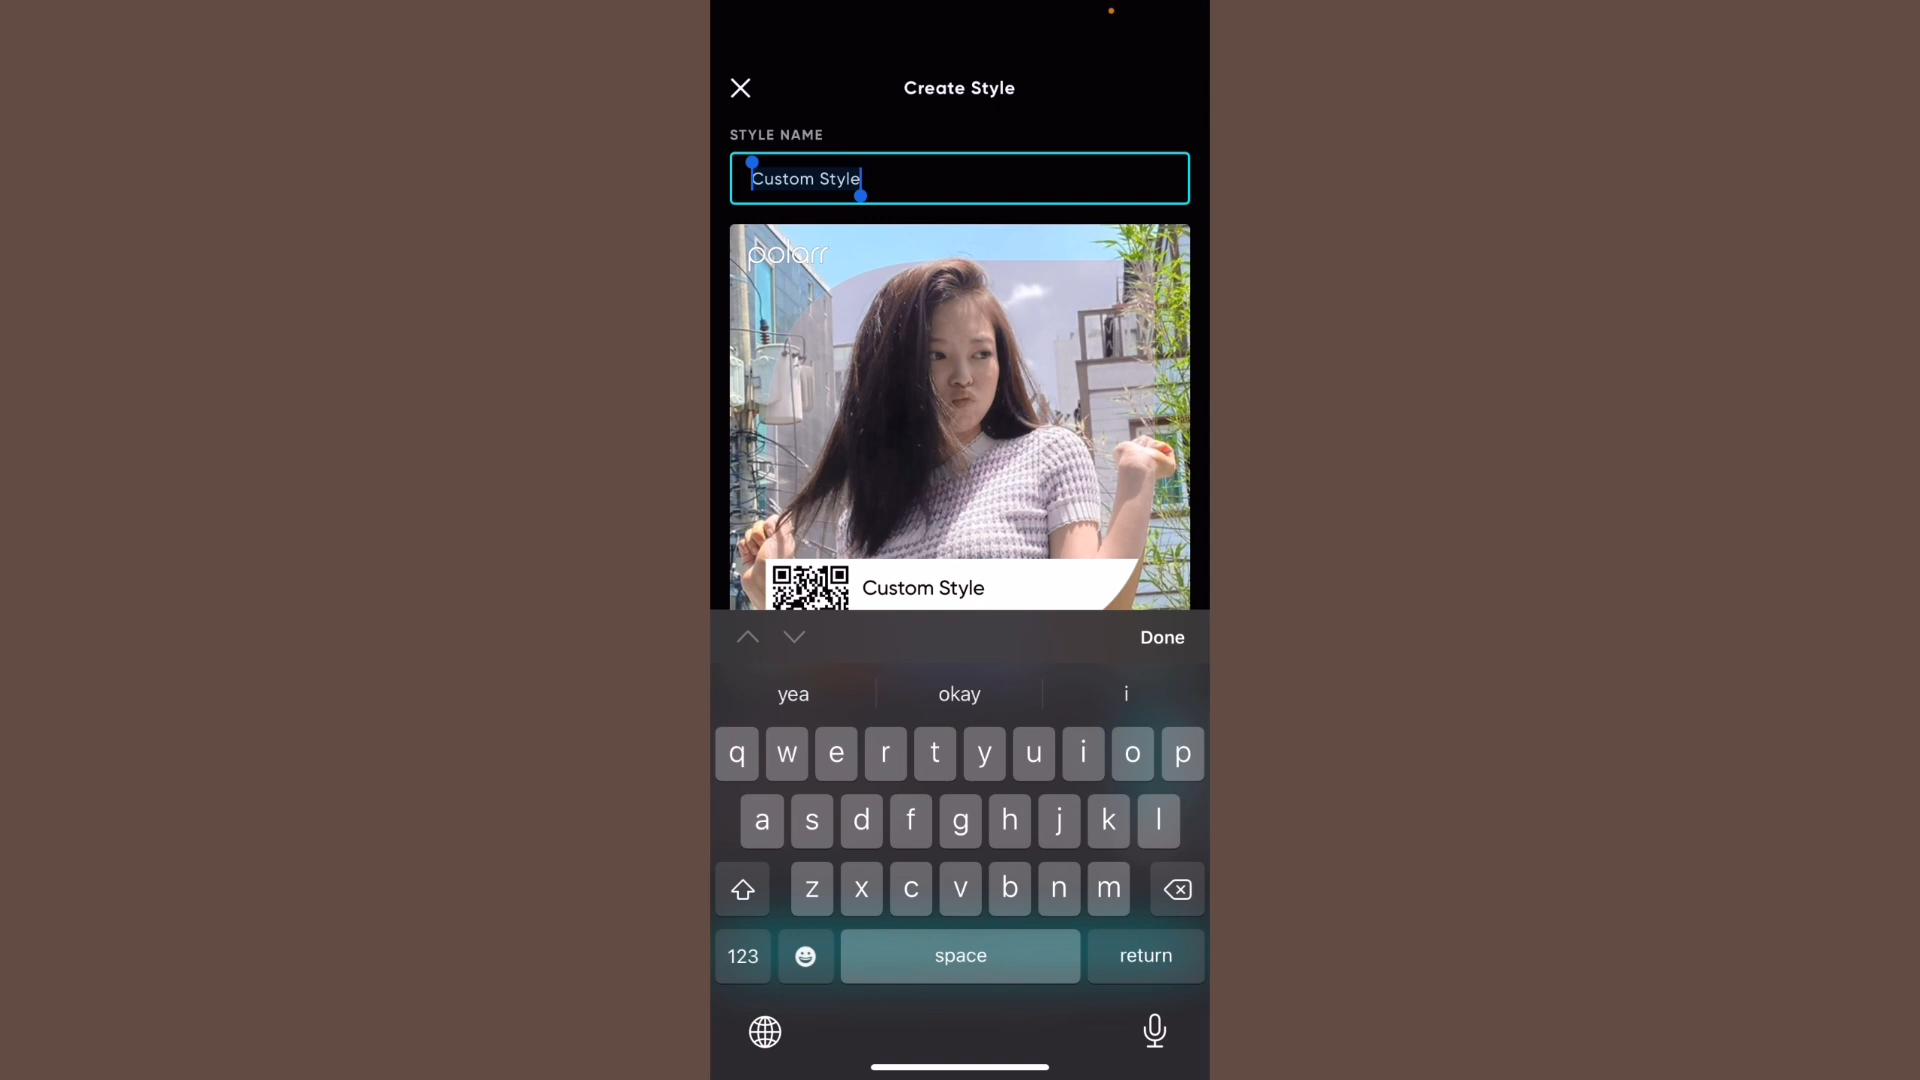 Create Style
STYLE NAME
Custom Style
polarr
Custom Style
Done
yea okay i
q w e r t y u i o p
a s d f g h j k l
z x c v b n m
123 space return